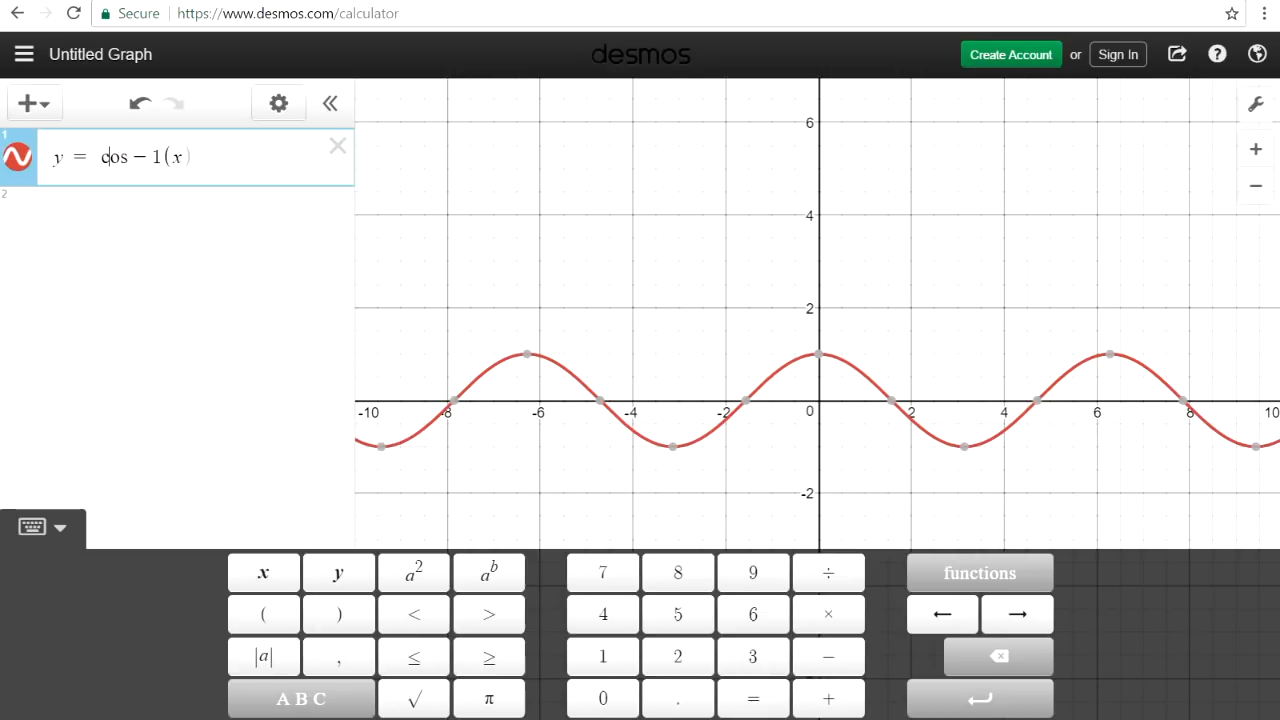 Secure https://www.desmos.com/calculator
Untitled Graph
desmos
Create Account or Sign In
1
y = cos − 1(x)
2
6
4
2
-10 -8 -6 -4 -2 0 2 4 6 8 10
-2
x y a² aᵇ 7 8 9 ÷ functions
( ) < > 4 5 6 × ← →
|a| , ≤ ≥ 1 2 3 −
A B C √ π 0 . = +